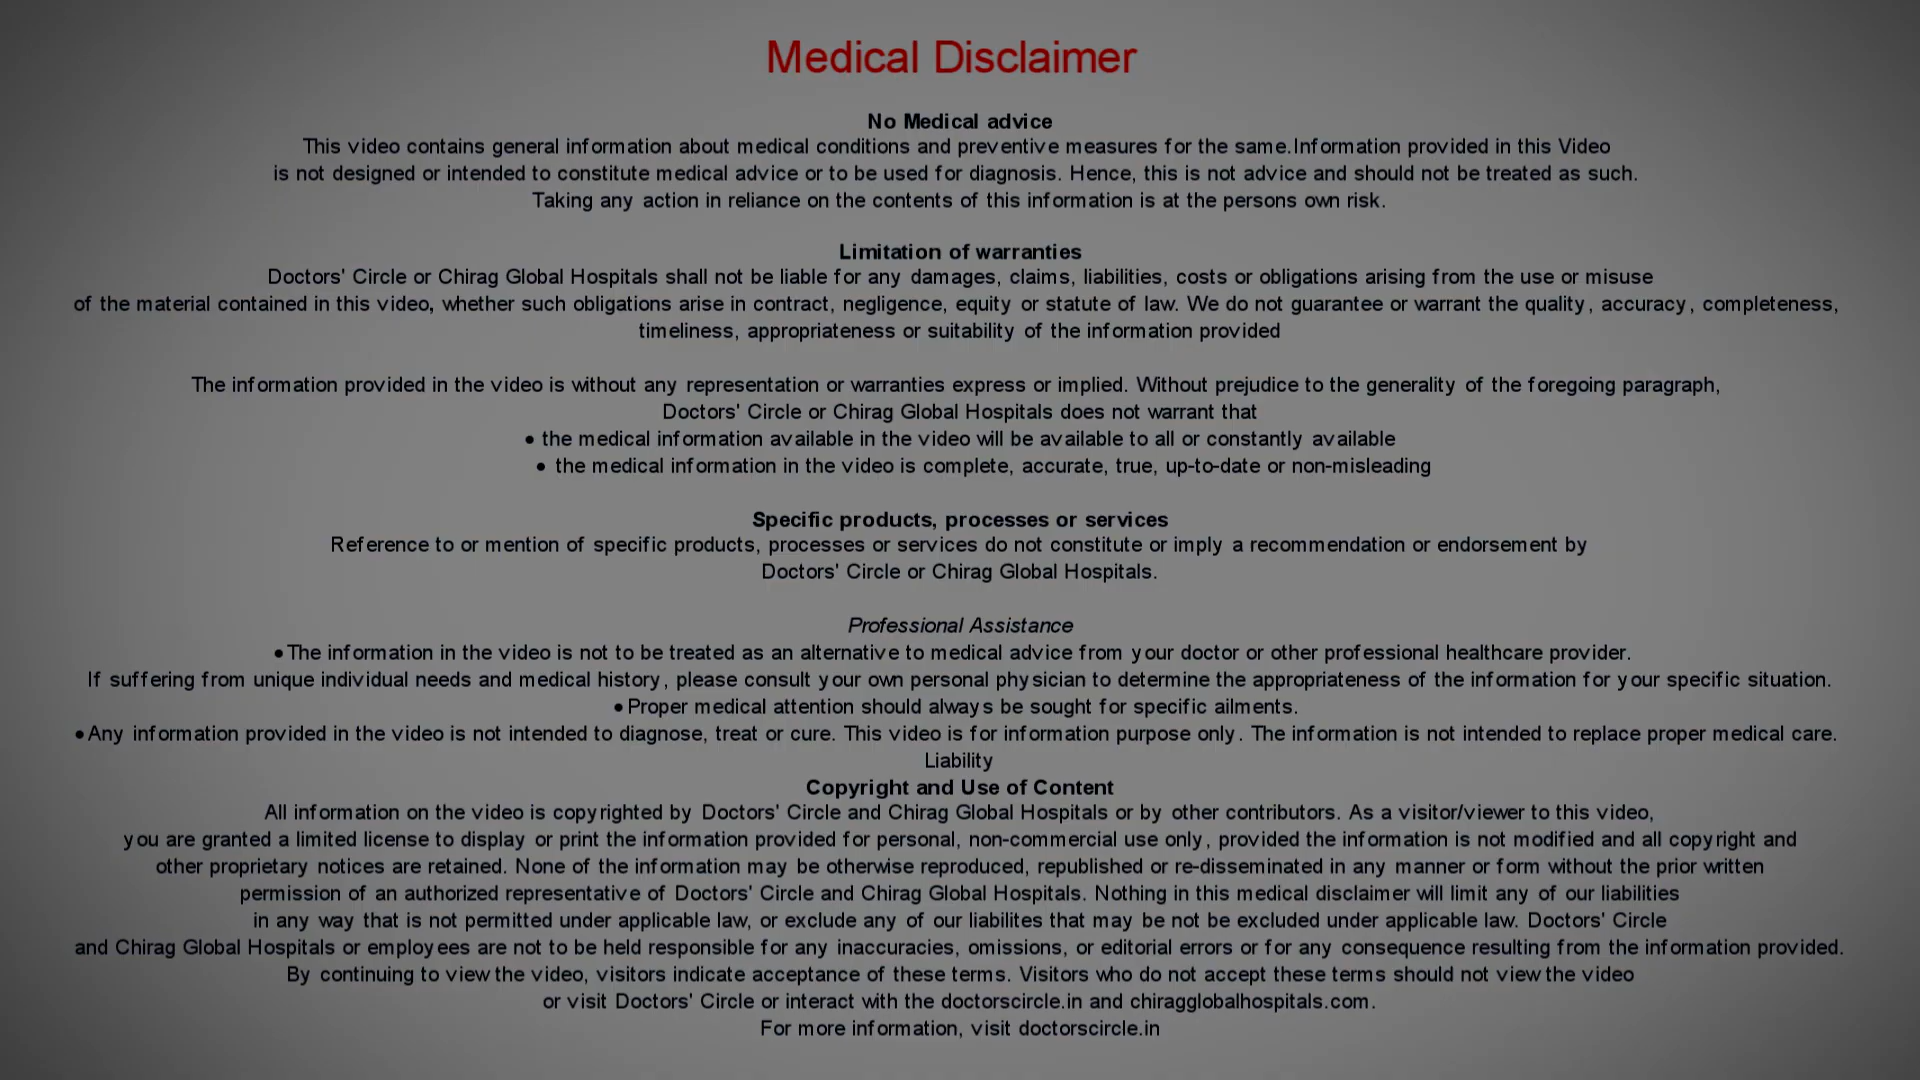 Medical Disclaimer
No Medical advice
This video contains general information about medical conditions and preventive measures for the same.Information provided in this Video
is not designed or intended to constitute medical advice or to be used for diagnosis. Hence, this is not advice and should not be treated as such.
Taking any action in reliance on the contents of this information is at the persons own risk.
Limitation of warranties
Doctors' Circle or Chirag Global Hospitals shall not be liable for any damages, claims, liabilities, costs or obligations arising from the use or misuse
of the material contained in this video, whether such obligations arise in contract, negligence, equity or statute of law. We do not guarantee or warrant the quality, accuracy, completeness,
timeliness, appropriateness or suitability of the information provided
The information provided in the video is without any representation or warranties express or implied. Without prejudice to the generality of the foregoing paragraph,
Doctors' Circle or Chirag Global Hospitals does not warrant that
• the medical information available in the video will be available to all or constantly available
• the medical information in the video is complete, accurate, true, up-to-date or non-misleading
Specific products, processes or services
Reference to or mention of specific products, processes or services do not constitute or imply a recommendation or endorsement by
Doctors' Circle or Chirag Global Hospitals.
Professional Assistance
•The information in the video is not to be treated as an alternative to medical advice from your doctor or other professional healthcare provider.
If suffering from unique individual needs and medical history, please consult your own personal physician to determine the appropriateness of the information for your specific situation.
•Proper medical attention should always be sought for specific ailments.
•Any information provided in the video is not intended to diagnose, treat or cure. This video is for information purpose only. The information is not intended to replace proper medical care.
Liability
Copyright and Use of Content
All information on the video is copyrighted by Doctors' Circle and Chirag Global Hospitals or by other contributors. As a visitor/viewer to this video,
you are granted a limited license to display or print the information provided for personal, non-commercial use only, provided the information is not modified and all copyright and
other proprietary notices are retained. None of the information may be otherwise reproduced, republished or re-disseminated in any manner or form without the prior written
permission of an authorized representative of Doctors' Circle and Chirag Global Hospitals. Nothing in this medical disclaimer will limit any of our liabilities
in any way that is not permitted under applicable law, or exclude any of our liabilites that may be not be excluded under applicable law. Doctors' Circle
and Chirag Global Hospitals or employees are not to be held responsible for any inaccuracies, omissions, or editorial errors or for any consequence resulting from the information provided.
By continuing to view the video, visitors indicate acceptance of these terms. Visitors who do not accept these terms should not view the video
or visit Doctors' Circle or interact with the doctorscircle.in and chiragglobalhospitals.com.
For more information, visit doctorscircle.in